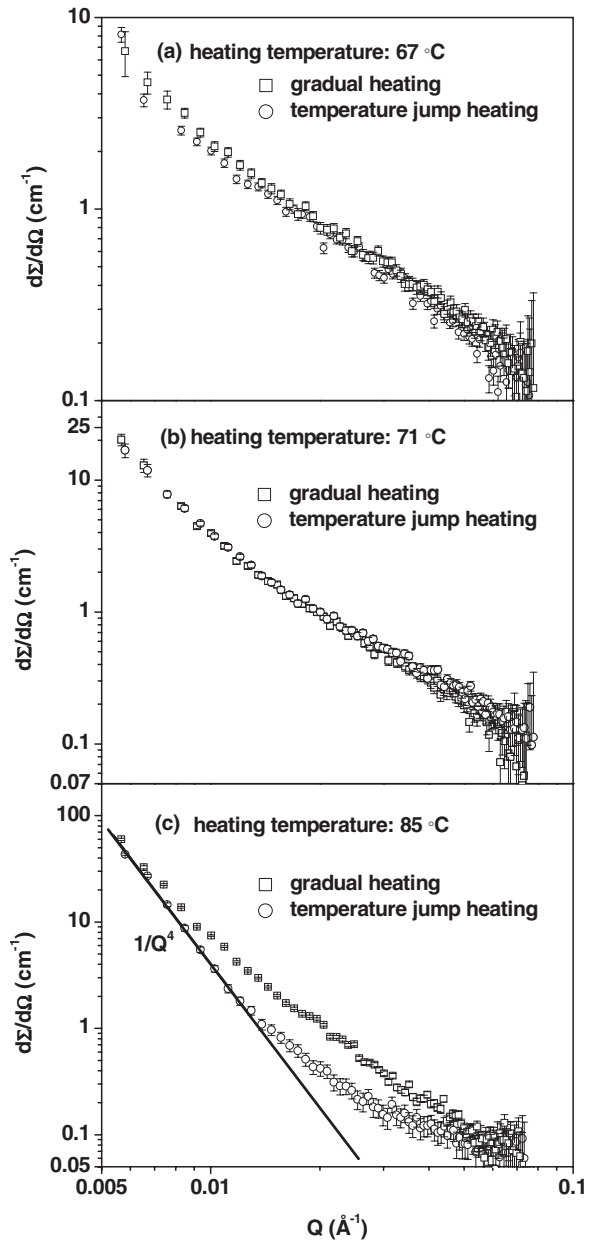 10
(a) heating temperature: 67 °C
gradual heating
temperature jump heating
1
dΣ/dΩ (cm⁻¹)
0.1
25
(b) heating temperature: 71 °C
10
gradual heating
temperature jump heating
dΣ/dΩ (cm⁻¹)
1
0.1
0.07
100
(c) heating temperature: 85 °C
gradual heating
temperature jump heating
10
1/Q⁴
dΣ/dΩ (cm⁻¹)
1
0.1
0.05
0.005 0.01 0.1
Q (Å⁻¹)